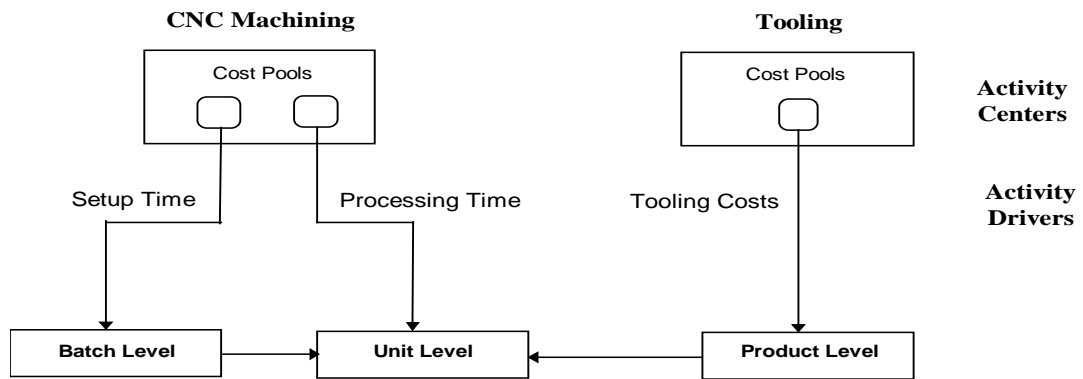 CNC Machining
Tooling
Cost Pools
Cost Pools
Activity
Centers
Setup Time
Processing Time
Tooling Costs
Activity
Drivers
Batch Level
Unit Level
Product Level